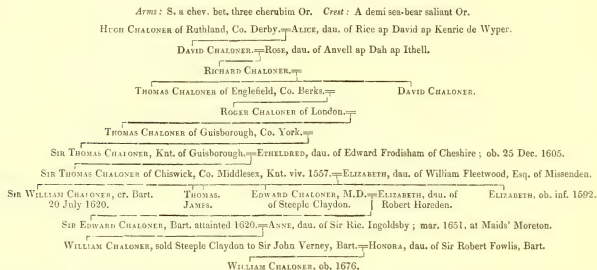 Arms: S. a chev. bet. three cherubim Or. Crest: A demi sea-bear saliant Or.
Hugh Chaloner of Ruthland, Co. Derby.=Alice, dau. of Rice ap David ap Kenric de Wyper.
David Chaloner.=Rose, dau. of Anvell ap Dah ap Ithell.
Richard Chaloner.=
Thomas Chaloner of Englefield, Co. Berks.= David Chaloner.
Roger Chaloner of London.=
Thomas Chaloner of Guisborough, Co. York.=
Sir Thomas Chaloner, Knt. of Guisborough.=Etheldred, dau. of Edward Frodisham of Cheshire; ob. 25 Dec. 1605.
Sir Thomas Chaloner of Chiswick, Co. Middlesex, Knt. viv. 1557.=Elizabeth, dau. of William Fleetwood, Esq. of Missenden.
Sir William Chaloner, cr. Bart. Thomas. Edward Chaloner, M.D.=Elizabeth, dau. of Elizabeth, ob. inf. 1592.
20 July 1620. James. of Steeple Claydon. Robert Horeden.
Sir Edward Chaloner, Bart. attainted 1620.=Anne, dau. of Sir Ric. Ingoldsby; mar. 1651, at Maids' Moreton.
William Chaloner, sold Steeple Claydon to Sir John Verney, Bart.=Honora, dau. of Sir Robert Fowlis, Bart.
William Chaloner, ob. 1676.